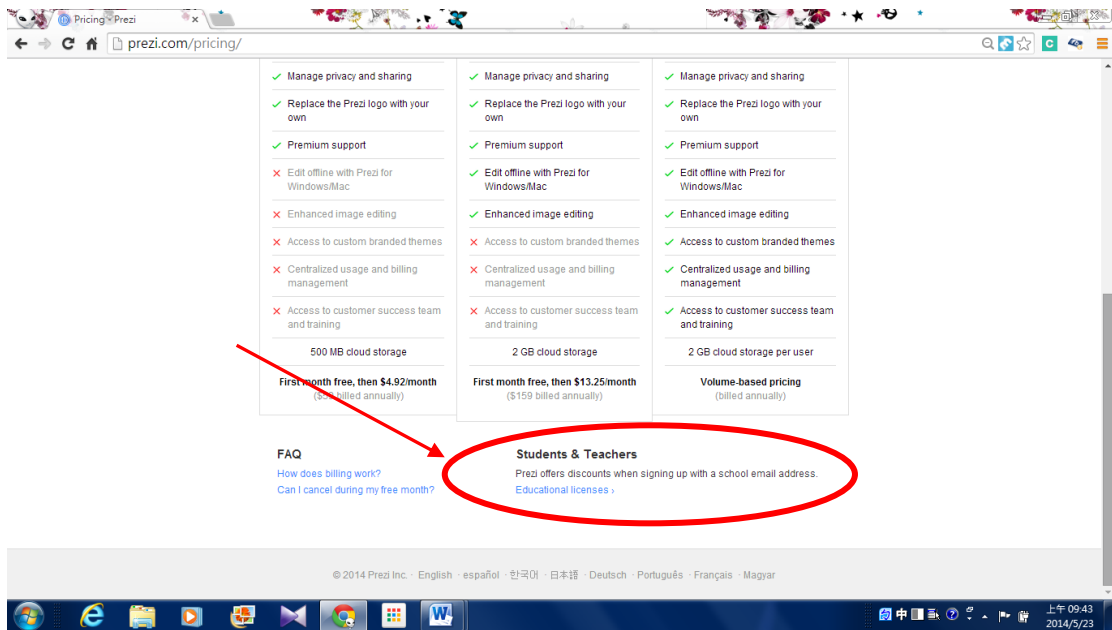 Pricing - Prezi
prezi.com/pricing/
Manage privacy and sharing
Replace the Prezi logo with your
own
Premium support
Edit offline with Prezi for
Windows/Mac
Enhanced image editing
Access to custom branded themes
Centralized usage and billing
management
Access to customer success team
and training
500 MB cloud storage
First month free, then $4.92/month
billed annually)
Manage privacy and sharing
Replace the Prezi logo with your
own
Premium support
Edit offline with Prezi for
Windows/Mac
Enhanced image editing
Access to custom branded themes
Centralized usage and billing
management
Access to customer success team
and training
2 GB cloud storage
First month free, then $13.25/month
($159 billed annually)
Manage privacy and sharing
Replace the Prezi logo with your
own
Premium support
Edit offline with Prezi for
Windows/Mac
Enhanced image editing
Access to custom branded themes
Centralized usage and billing
management
Access to customer success team
and training
2 GB cloud storage per user
Volume-based pricing
(billed annually)
FAQ
How does billing work?
Can I cancel during my free month?
Students & Teachers
Prezi offers discounts when signing up with a school email address.
Educational licenses ›
© 2014 Prezi Inc. · English · español · 한국어 · 日本語 · Deutsch · Português · Français · Magyar
中
上午 09:43
2014/5/23